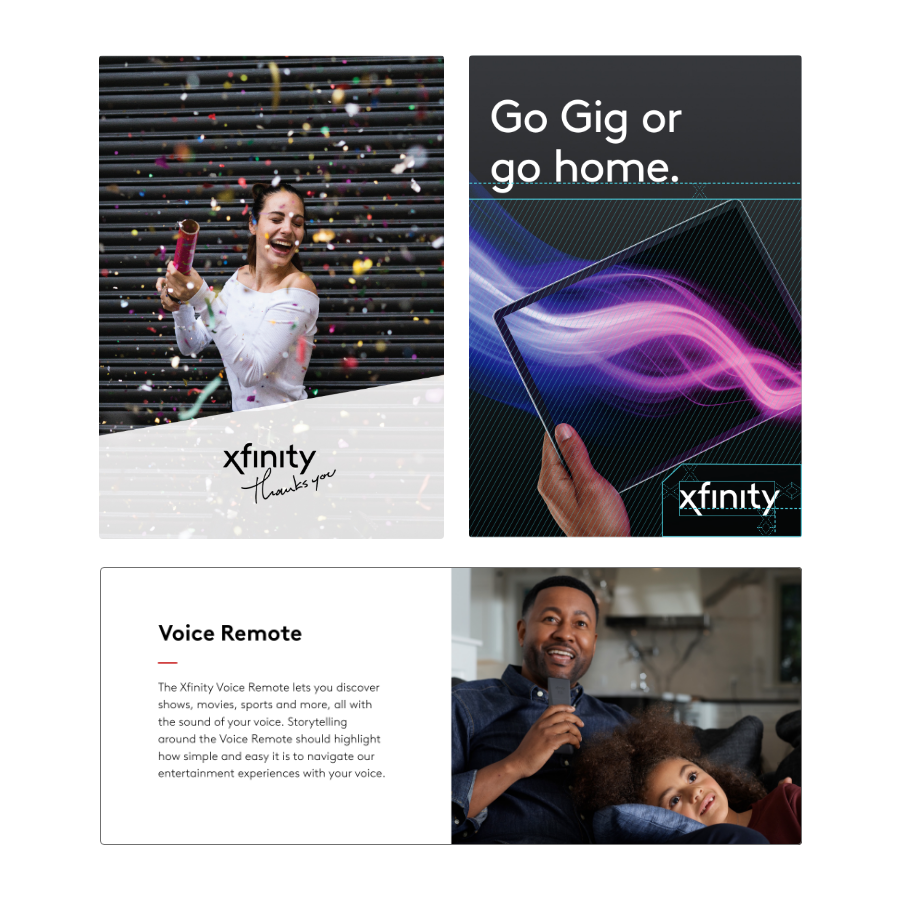 xfinity
thanks you
Go Gig or
go home.
X
xfinity
Voice Remote
The Xfinity Voice Remote lets you discover
shows, movies, sports and more, all with
the sound of your voice. Storytelling
around the Voice Remote should highlight
how simple and easy it is to navigate our
entertainment experiences with your voice.